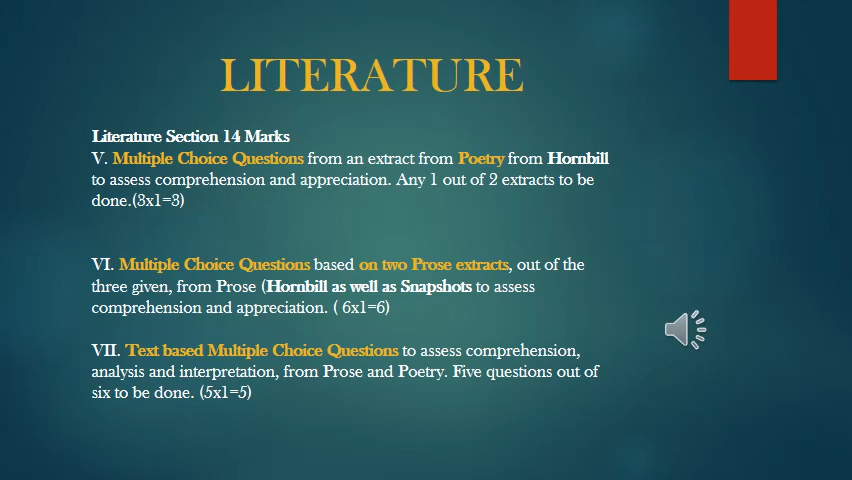 LITERATURE
Literature Section 14 Marks
V. Multiple Choice Questions from an extract from Poetry from Hornbill
to assess comprehension and appreciation. Any 1 out of 2 extracts to be
done.(3x1=3)
VI. Multiple Choice Questions based on two Prose extracts, out of the
three given, from Prose (Hornbill as well as Snapshots to assess
comprehension and appreciation. ( 6x1=6)
VII. Text based Multiple Choice Questions to assess comprehension,
analysis and interpretation, from Prose and Poetry. Five questions out of
six to be done. (5x1=5)